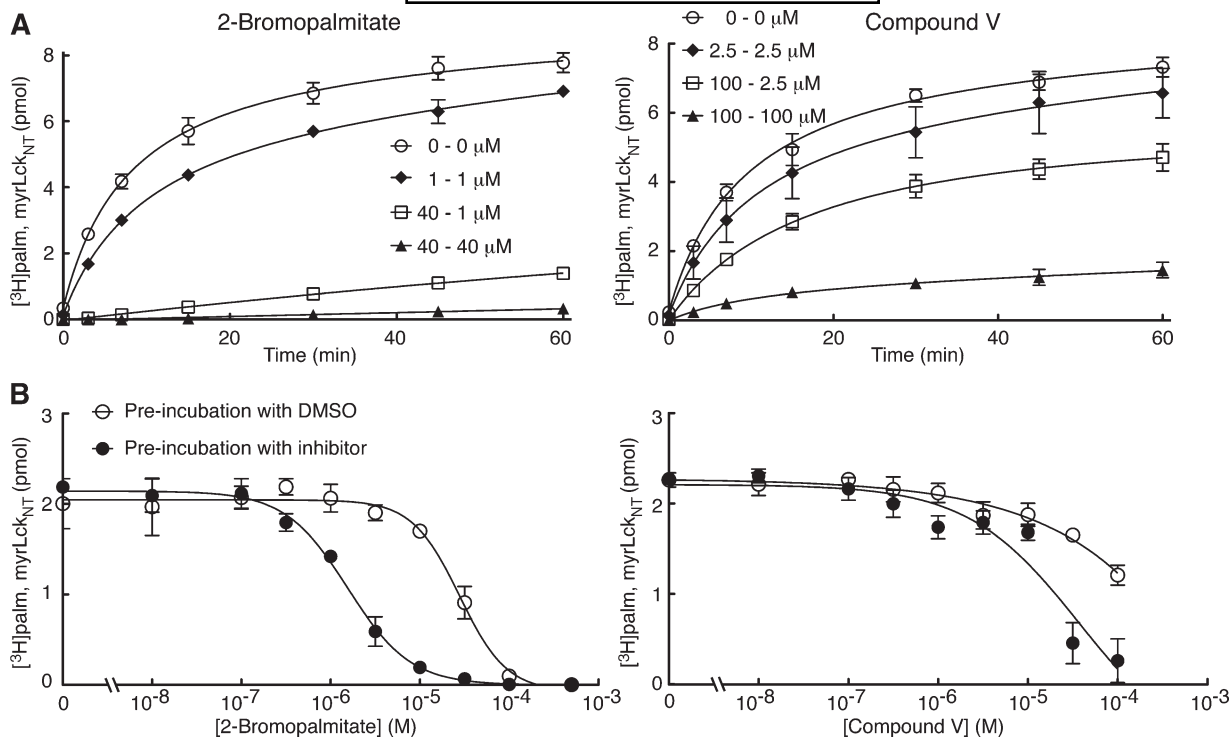 A
2-Bromopalmitate
Compound V
[³H]palm, myrLckNT (pmol)
8
6
4
2
0
0 - 0 μM
1 - 1 μM
40 - 1 μM
40 - 40 μM
0
20
40
60
Time (min)
[³H]palm, myrLckNT (pmol)
8
6
4
2
0
0 - 0 μM
2.5 - 2.5 μM
100 - 2.5 μM
100 - 100 μM
0
20
40
60
Time (min)
B
Pre-incubation with DMSO
Pre-incubation with inhibitor
[³H]palm, myrLckNT (pmol)
3
2
1
0
0
10⁻⁸
10⁻⁷
10⁻⁶
10⁻⁵
10⁻⁴
10⁻³
[2-Bromopalmitate] (M)
[³H]palm, myrLckNT (pmol)
3
2
1
0
0
10⁻⁸
10⁻⁷
10⁻⁶
10⁻⁵
10⁻⁴
10⁻³
[Compound V] (M)